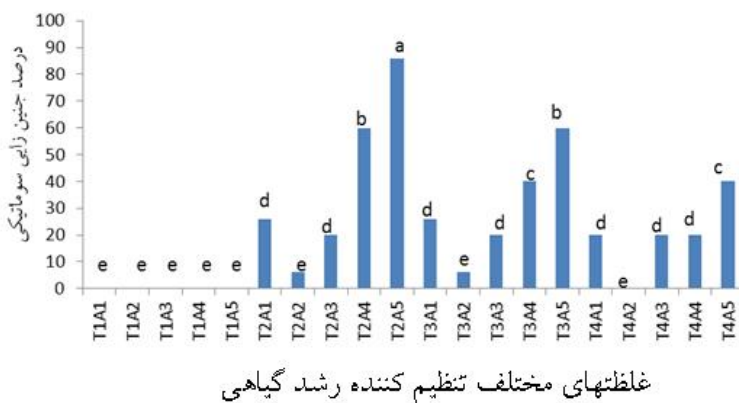 درصد جنین زایی سوماتیکی
100
90
80
70
60
50
40
30
20
10
0
e e e e e d e d b a d e d c b d e d d c
T1A1 T1A2 T1A3 T1A4 T1A5 T2A1 T2A2 T2A3 T2A4 T2A5 T3A1 T3A2 T3A3 T3A4 T3A5 T4A1 T4A2 T4A3 T4A4 T4A5
غلظتهای مختلف تنظیم کننده رشد گیاهی